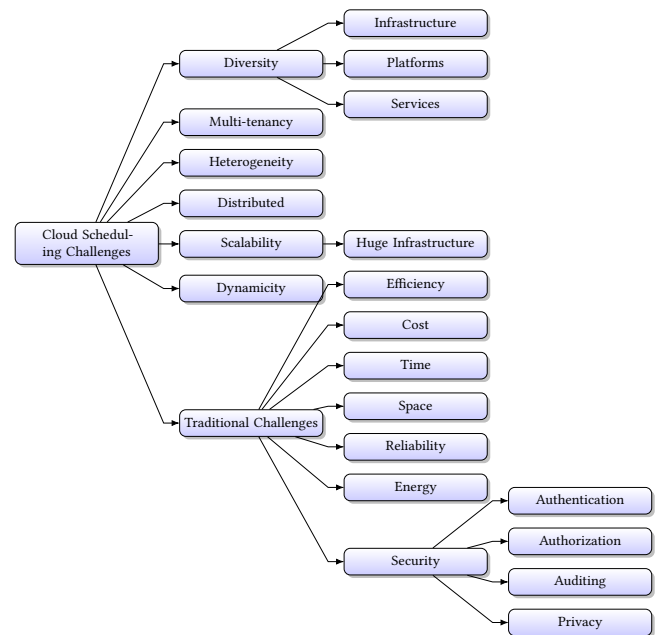 Infrastructure
Diversity
Platforms
Services
Multi-tenancy
Heterogeneity
Distributed
Cloud Schedul-
ing Challenges
Scalability
Huge Infrastructure
Dynamicity
Efficiency
Cost
Time
Space
Traditional Challenges
Reliability
Energy
Authentication
Authorization
Security
Auditing
Privacy